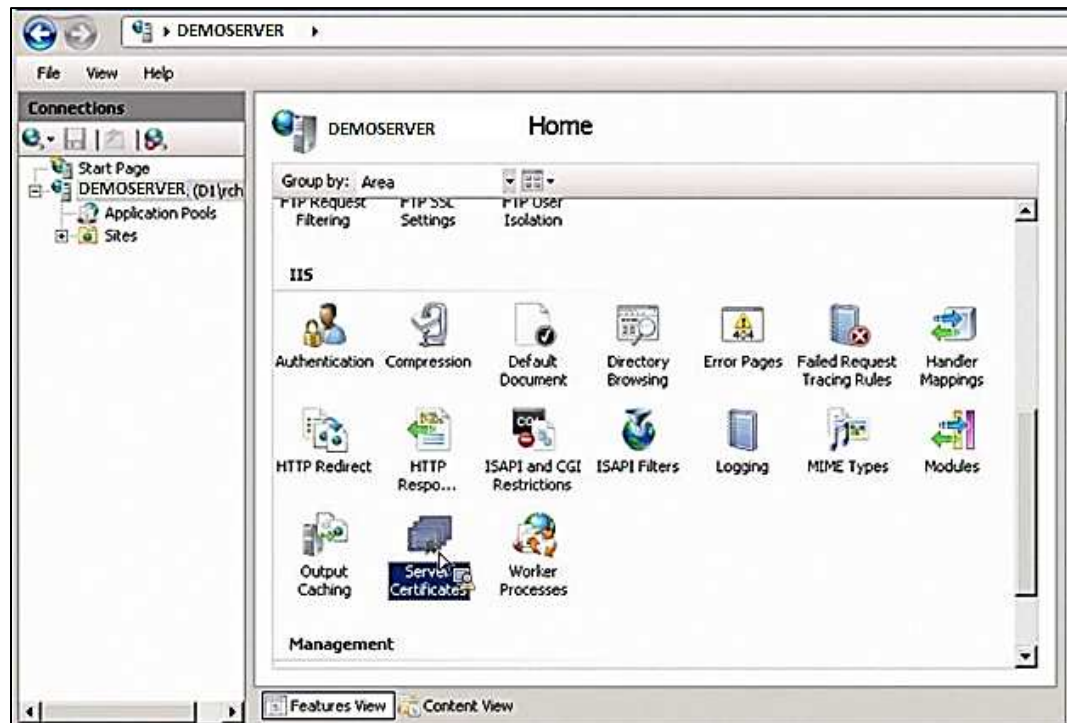 DEMOSERVER
File View Help
Connections
Start Page
DEMOSERVER, (D1\rch
Application Pools
Sites
DEMOSERVER Home
Group by: Area
FTP Request Filtering
FTP SSL Settings
FTP User Isolation
IIS
Authentication
Compression
Default Document
Directory Browsing
404
Error Pages
Failed Request Tracing Rules
Handler Mappings
HTTP Redirect
HTTP Respo...
ISAPI and CGI Restrictions
ISAPI Filters
Logging
MIME Types
Modules
Output Caching
Server Certificates
Worker Processes
Management
Features View Content View